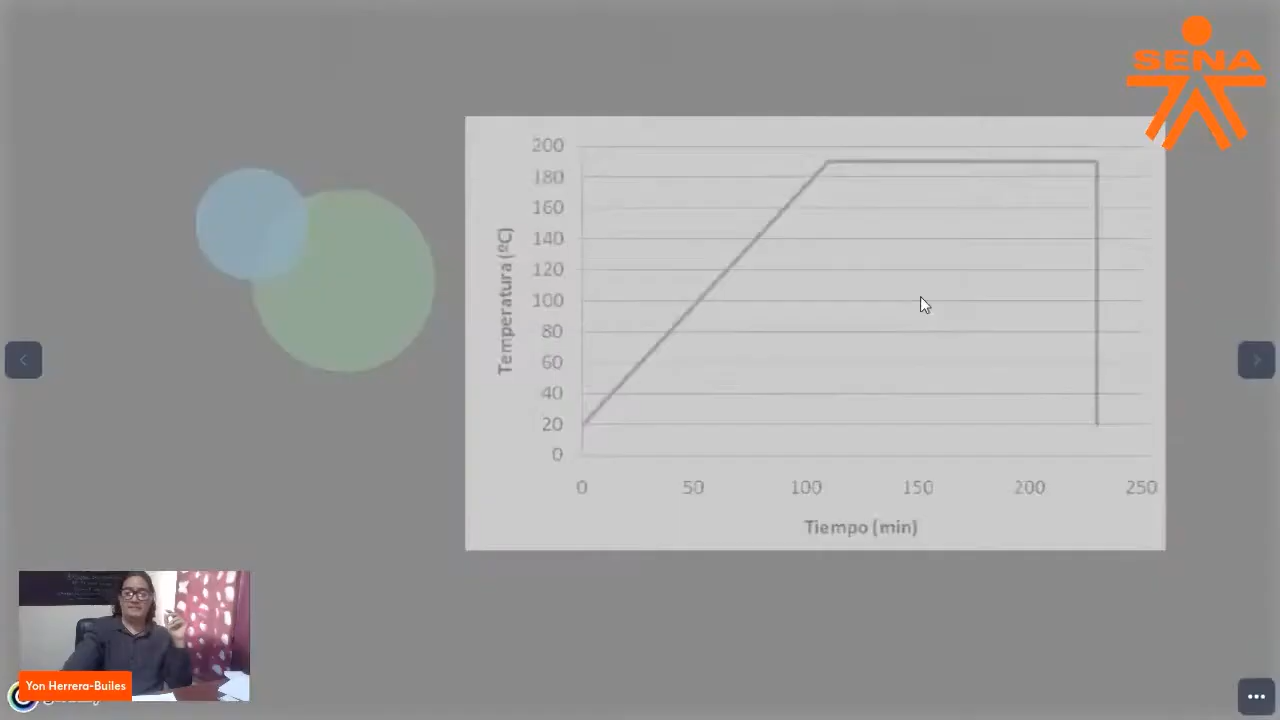 SENA
200
180
160
140
120
100
80
60
40
20
0
Temperatura (ºC)
0 50 100 150 200 250
Tiempo (min)
Yon Herrera-Builes